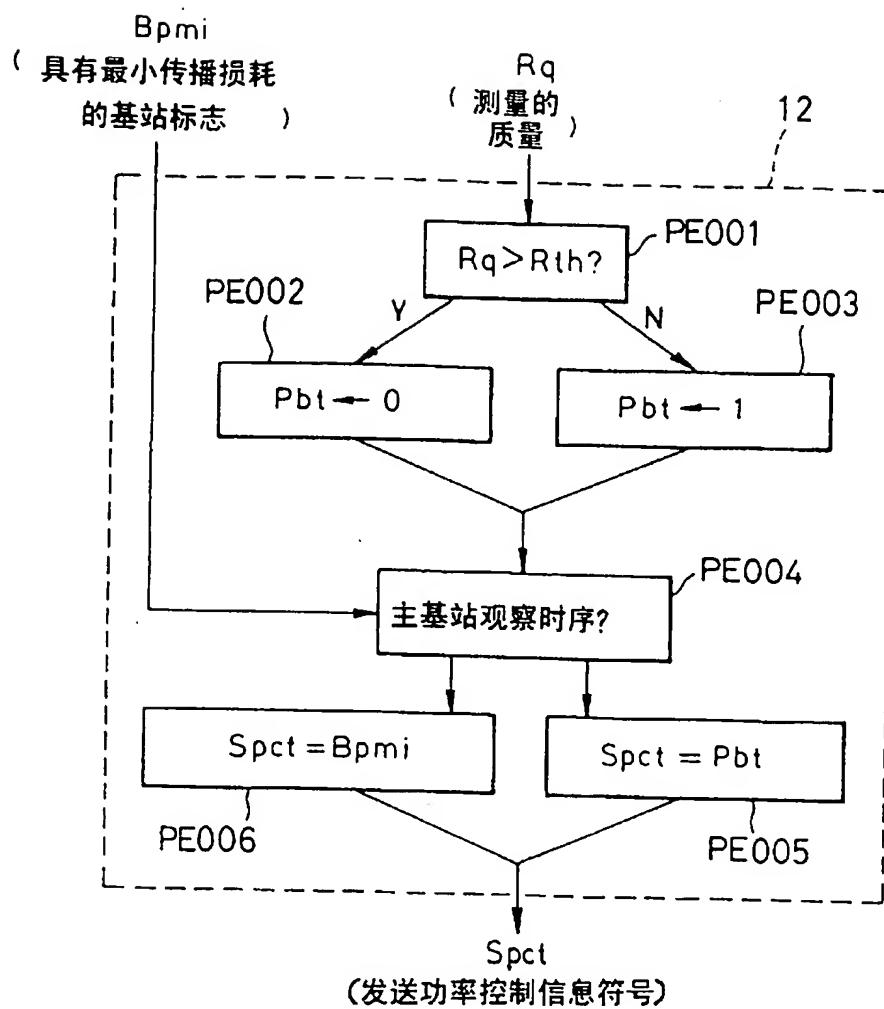 Bpmi
( 具有最小传播损耗
的基站标志 )
Rq
( 测量的
质量 )
12
Rq>Rth?
PE001
PE002
Y
N
PE003
Pbt ← 0
Pbt ← 1
PE004
主基站观察时序?
Spct=Bpmi
Spct = Pbt
PE006
PE005
Spct
(发送功率控制信息符号)